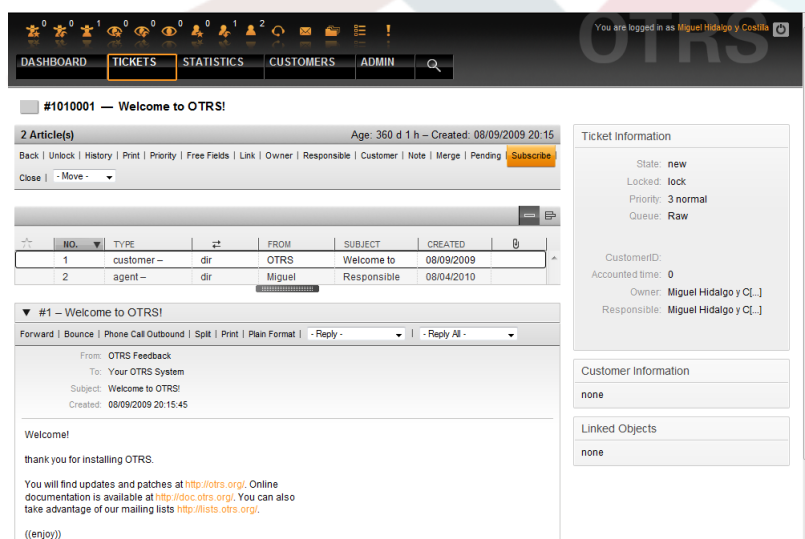 0 0 1 0 0 0 0 1 2
You are logged in as Miguel Hidalgo y Costilla
OTRS
DASHBOARD TICKETS STATISTICS CUSTOMERS ADMIN
#1010001 — Welcome to OTRS!
2 Article(s) Age: 360 d 1 h – Created: 08/09/2009 20:15
Back | Unlock | History | Print | Priority | Free Fields | Link | Owner | Responsible | Customer | Note | Merge | Pending | Subscribe |
Close | - Move -
NO. TYPE FROM SUBJECT CREATED
1 customer – dir OTRS Welcome to 08/09/2009
2 agent – dir Miguel Responsible 08/04/2010
#1 – Welcome to OTRS!
Forward | Bounce | Phone Call Outbound | Split | Print | Plain Format | - Reply - | - Reply All -
From: OTRS Feedback
To: Your OTRS System
Subject: Welcome to OTRS!
Created: 08/09/2009 20:15:45
Welcome!
thank you for installing OTRS.
You will find updates and patches at http://otrs.org/. Online
documentation is available at http://doc.otrs.org/. You can also
take advantage of our mailing lists http://lists.otrs.org/.
((enjoy))
Ticket Information
State: new
Locked: lock
Priority: 3 normal
Queue: Raw
CustomerID:
Accounted time: 0
Owner: Miguel Hidalgo y C[...]
Responsible: Miguel Hidalgo y C[...]
Customer Information
none
Linked Objects
none